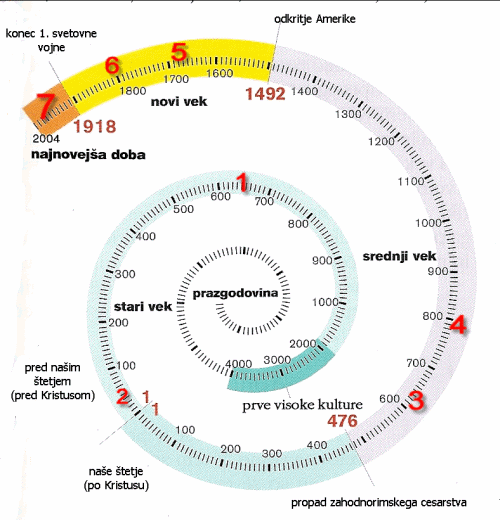 odkritje Amerike
konec 1. svetovne
vojne
7
6
5
1800
1700
1600
1492
1400
1300
1200
1100
1000
900
800
4
700
600
3
2004
1918
novi vek
najnovejša doba
srednji vek
1
600
700
500
800
400
900
300
1000
stari vek
prazgodovina
200
2000
3000
4000
100
prve visoke kulture
pred našim
štetjem
(pred Kristusom)
2
1
1
476
100
200
300
400
naše štetje
(po Kristusu)
propad zahodnorimskega cesarstva